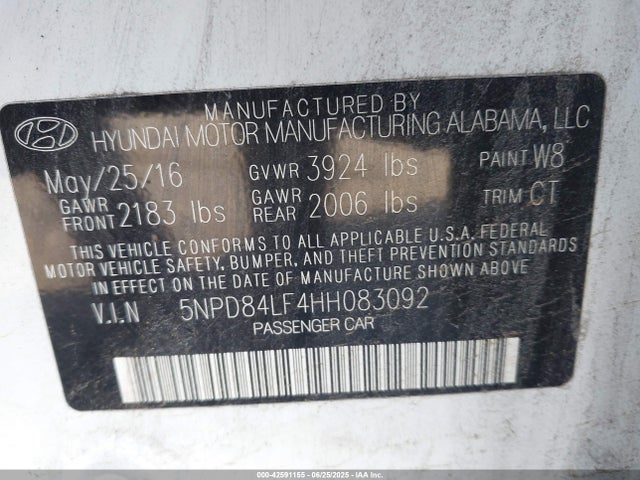 MANUFACTURED BY
HYUNDAI MOTOR MANUFACTURING ALABAMA, LLC
May/25/16 GVWR 3924 lbs PAINT W8
GAWR FRONT 2183 lbs GAWR REAR 2006 lbs TRIM CT
THIS VEHICLE CONFORMS TO ALL APPLICABLE U.S.A. FEDERAL
MOTOR VEHICLE SAFETY, BUMPER, AND THEFT PREVENTION STANDARDS
IN EFFECT ON THE DATE OF MANUFACTURE SHOWN ABOVE.
V.I.N 5NPD84LF4HH083092
PASSENGER CAR
000-42591155 - 06/25/2025 - IAA Inc.